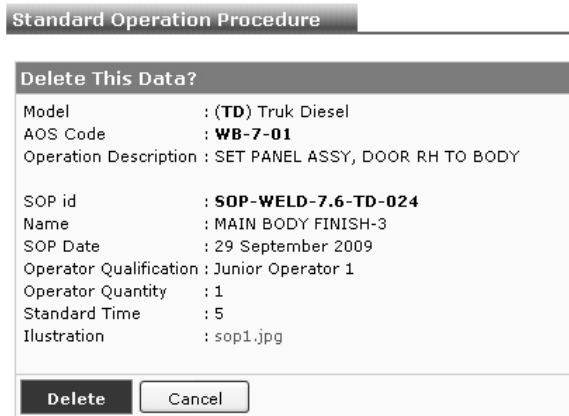 Standard Operation Procedure
Delete This Data?
Model : (TD) Truk Diesel
AOS Code : WB-7-01
Operation Description : SET PANEL ASSY, DOOR RH TO BODY
SOP id : SOP-WELD-7.6-TD-024
Name : MAIN BODY FINISH-3
SOP Date : 29 September 2009
Operator Qualification : Junior Operator 1
Operator Quantity : 1
Standard Time : 5
Ilustration : sop1.jpg
Delete Cancel